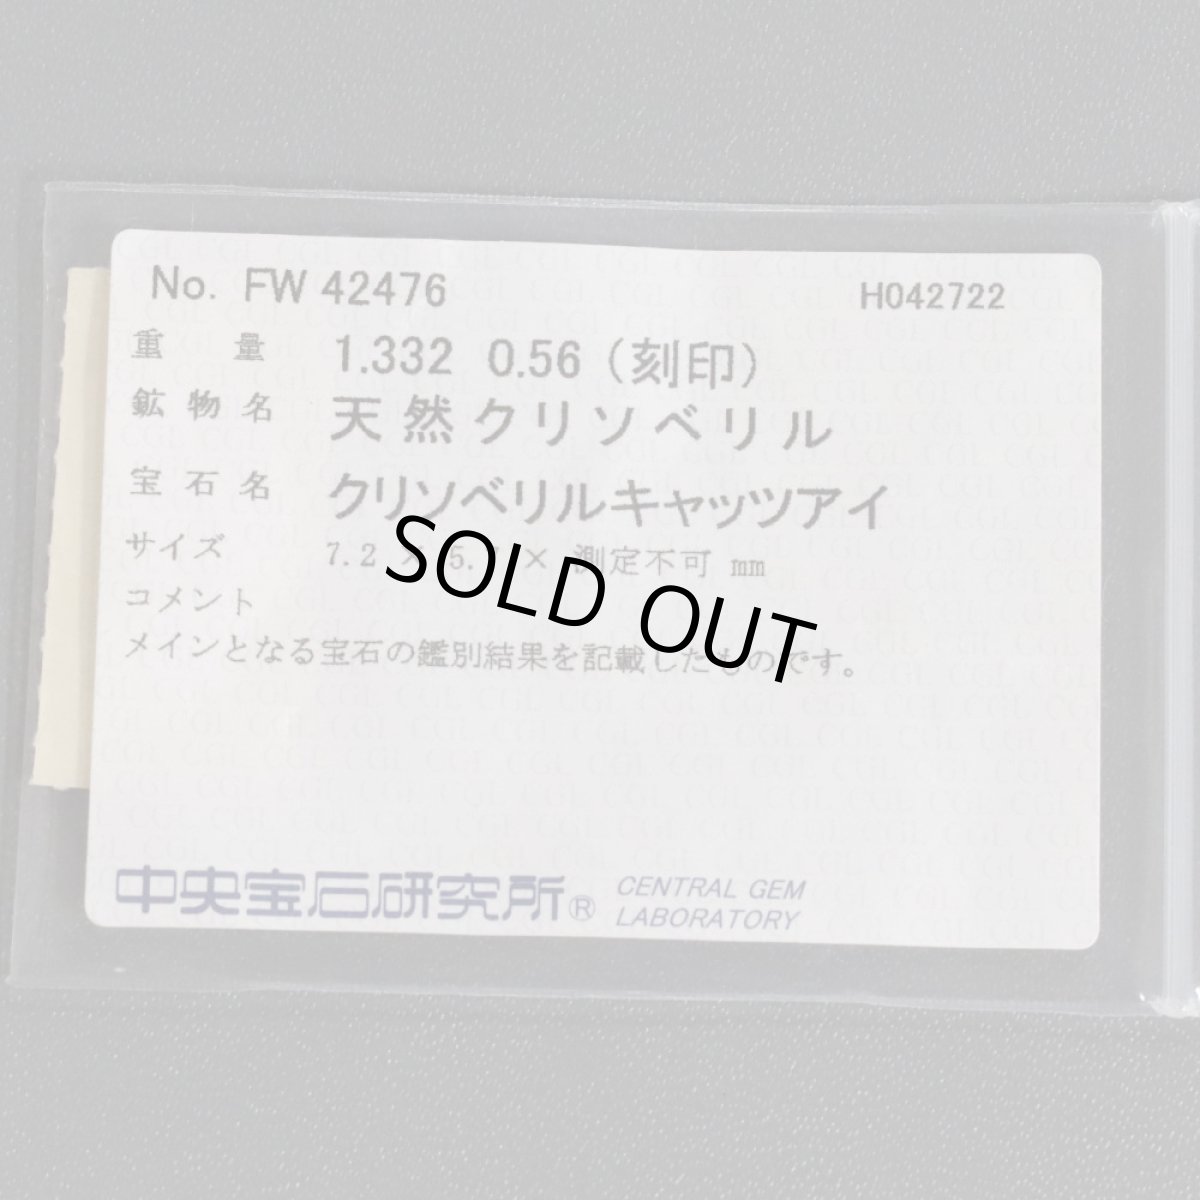 No. FW 42476 H042722
重量 1.332 0.56 (刻印)
鉱物名 天然クリソベリル
宝石名 クリソベリルキャッツアイ
サイズ 7.2 × 5. × 測定不可 mm
コメント
メインとなる宝石の鑑別結果を記載したものです。
SOLD OUT
中央宝石研究所® CENTRAL GEM
LABORATORY